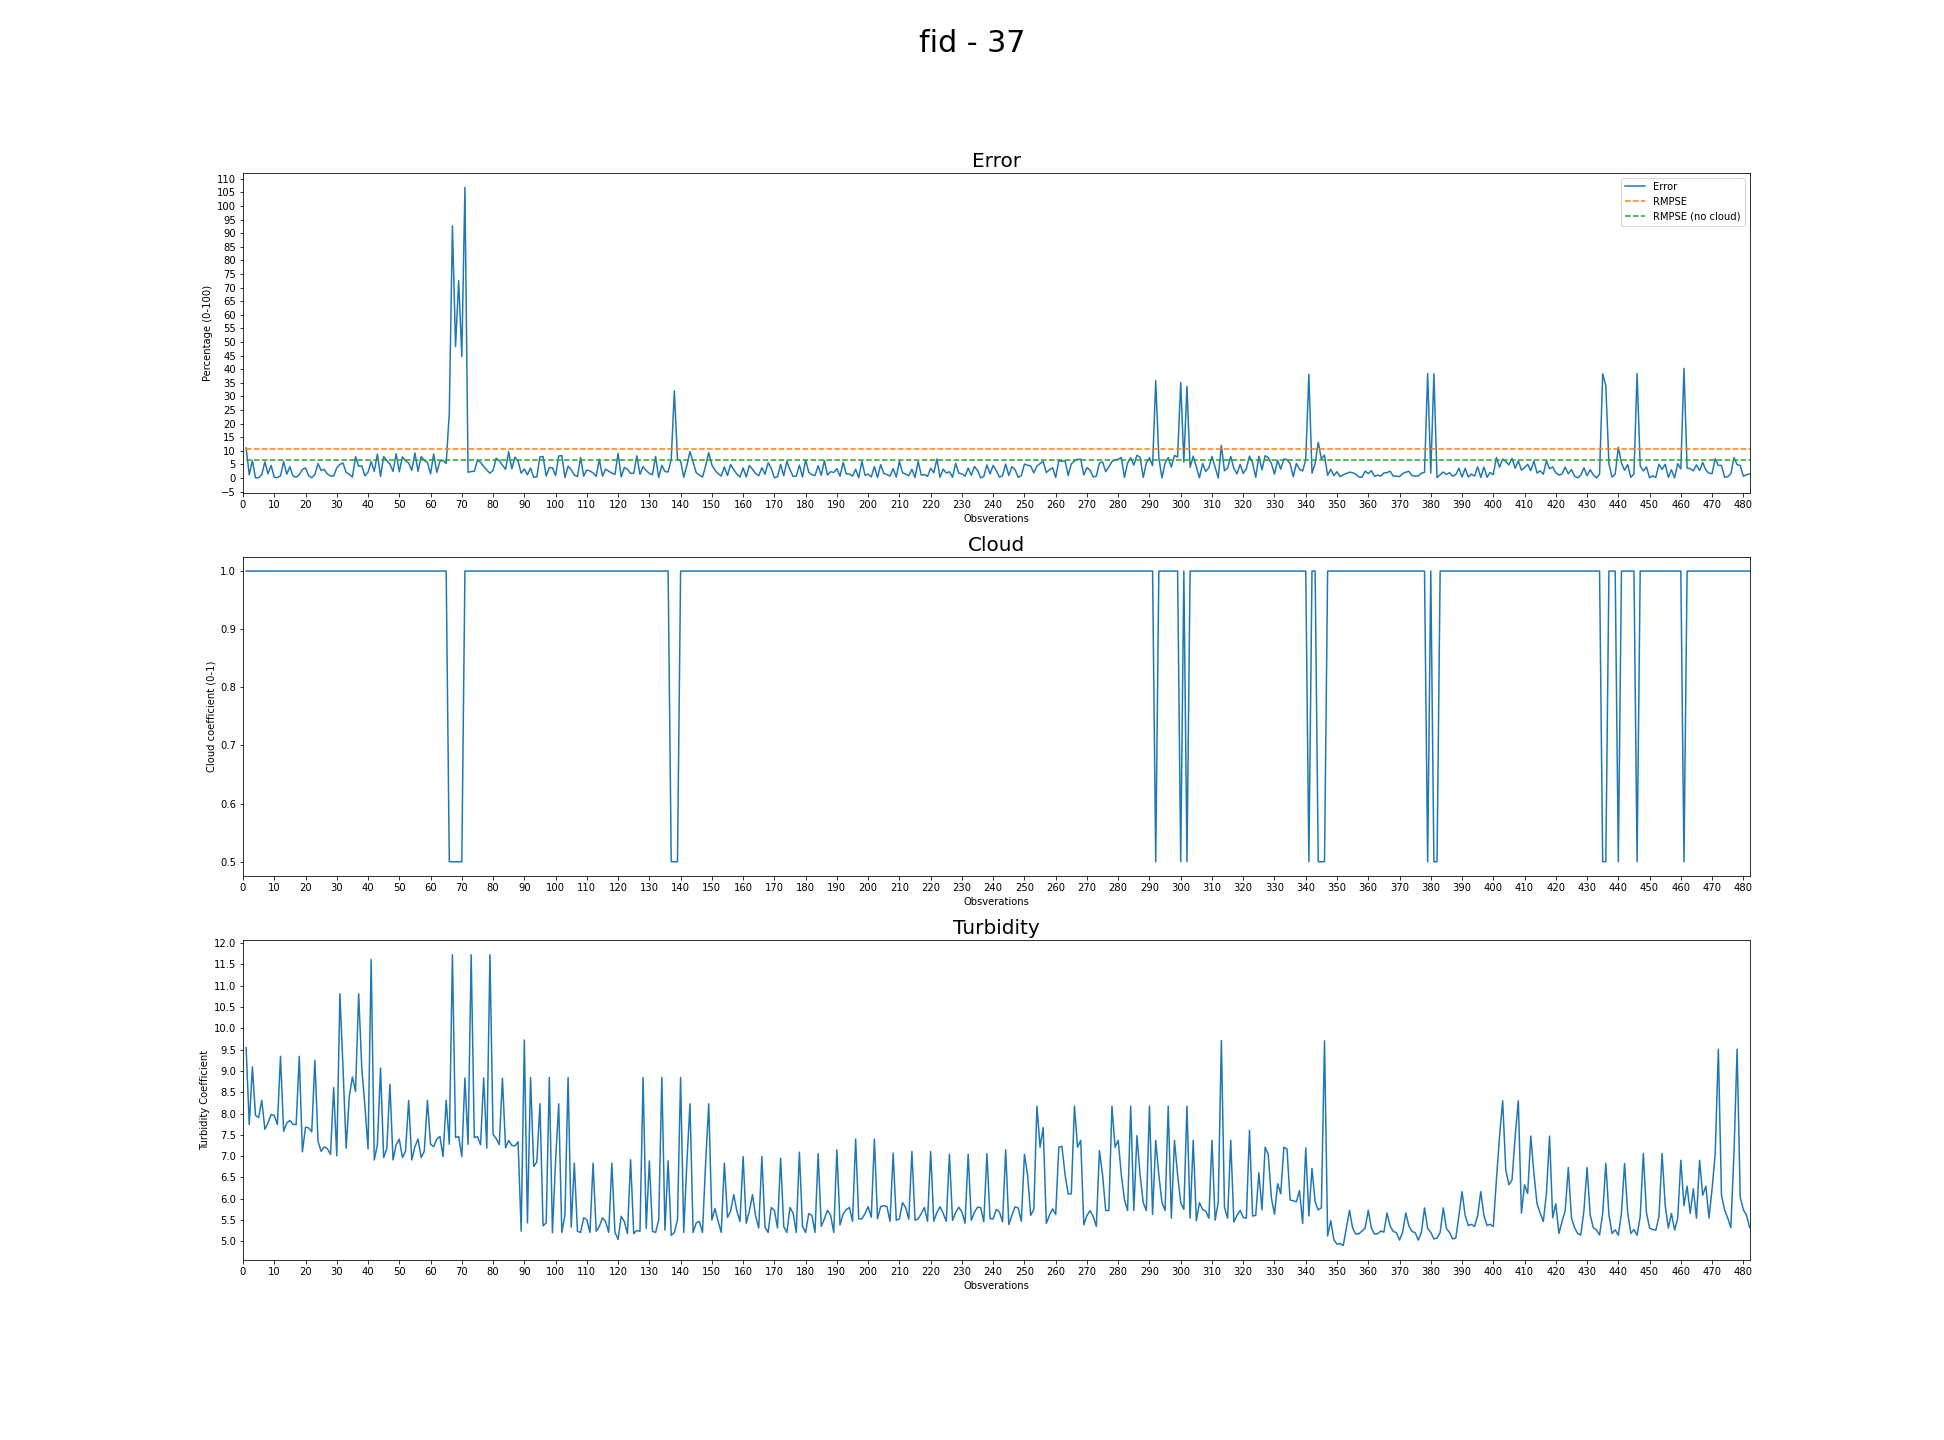 fid - 37
Error
110
105
100
95
90
85
80
75
70
65
60
55
50
45
40
35
30
25
20
15
10
5
0
−5
Percentage (0-100)
Error
RMPSE
RMPSE (no cloud)
0 10 20 30 40 50 60 70 80 90 100 110 120 130 140 150 160 170 180 190 200 210 220 230 240 250 260 270 280 290 300 310 320 330 340 350 360 370 380 390 400 410 420 430 440 450 460 470 480
Obsverations
Cloud
1.0
0.9
0.8
0.7
0.6
0.5
Cloud coefficient (0-1)
0 10 20 30 40 50 60 70 80 90 100 110 120 130 140 150 160 170 180 190 200 210 220 230 240 250 260 270 280 290 300 310 320 330 340 350 360 370 380 390 400 410 420 430 440 450 460 470 480
Obsverations
Turbidity
12.0
11.5
11.0
10.5
10.0
9.5
9.0
8.5
8.0
7.5
7.0
6.5
6.0
5.5
5.0
Turbidity Coefficient
0 10 20 30 40 50 60 70 80 90 100 110 120 130 140 150 160 170 180 190 200 210 220 230 240 250 260 270 280 290 300 310 320 330 340 350 360 370 380 390 400 410 420 430 440 450 460 470 480
Obsverations